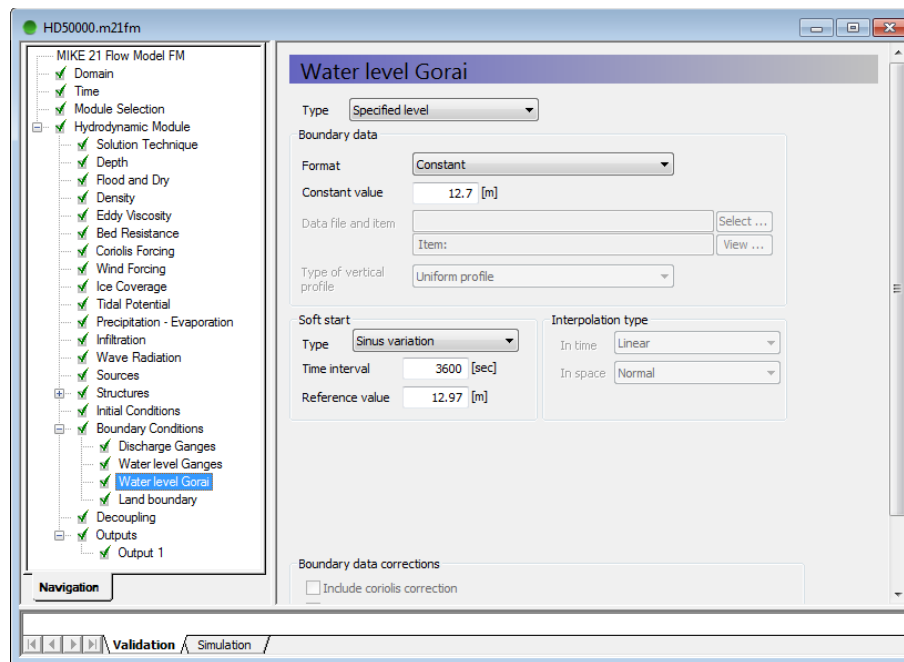 HD50000.m21fm
MIKE 21 Flow Model FM
Domain
Time
Module Selection
Hydrodynamic Module
Solution Technique
Depth
Flood and Dry
Density
Eddy Viscosity
Bed Resistance
Coriolis Forcing
Wind Forcing
Ice Coverage
Tidal Potential
Precipitation - Evaporation
Infiltration
Wave Radiation
Sources
Structures
Initial Conditions
Boundary Conditions
Discharge Ganges
Water level Ganges
Water level Gorai
Land boundary
Decoupling
Outputs
Output 1
Navigation
Water level Gorai
Type Specified level
Boundary data
Format Constant
Constant value 12.7 [m]
Data file and item Select ...
Item: View ...
Type of vertical
profile
Uniform profile
Soft start
Type Sinus variation
Time interval 3600 [sec]
Reference value 12.97 [m]
Interpolation type
In time Linear
In space Normal
Boundary data corrections
Include coriolis correction
Validation Simulation